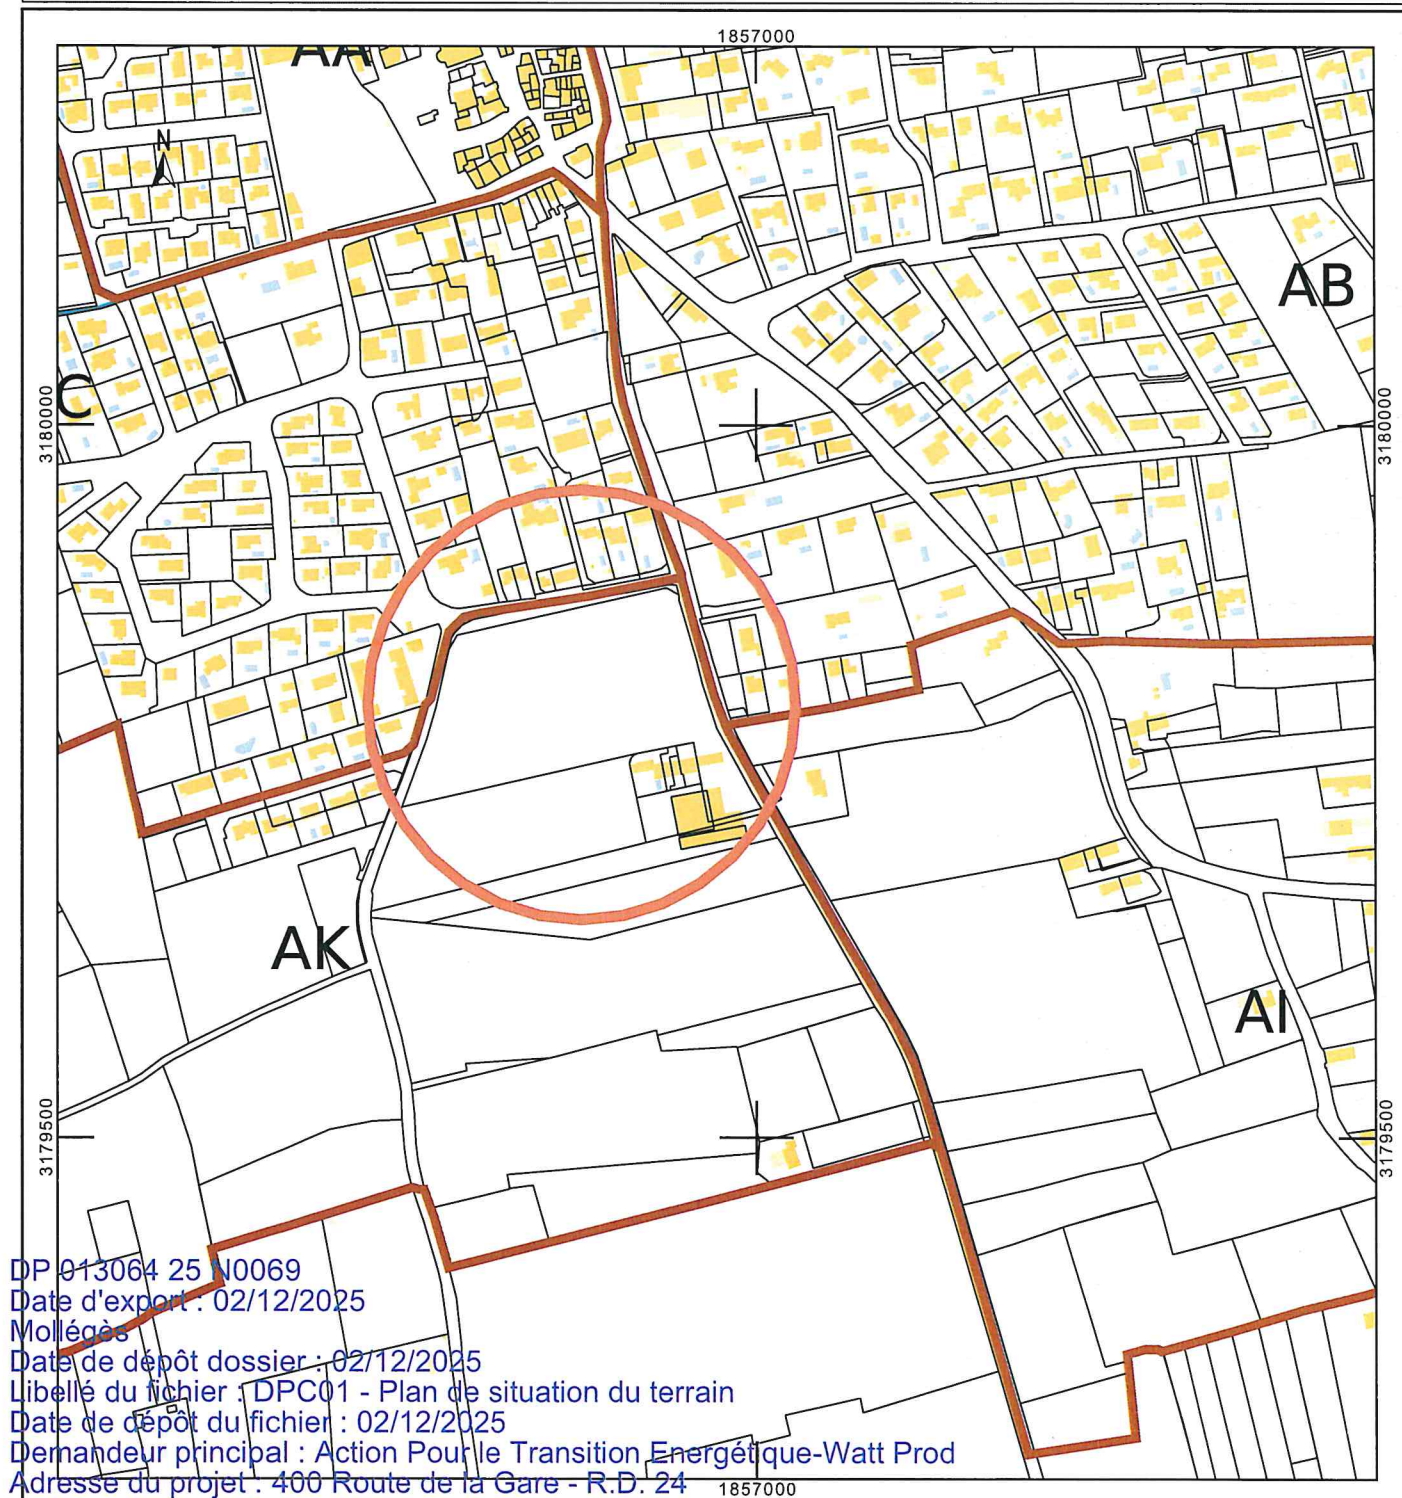 1857000
AA
N
AB
C
3180000
3180000
AK
AI
3179500
3179500
DP 013064 25 N0069
Date d'export : 02/12/2025
Mollégès
Date de dépôt dossier : 02/12/2025
Libellé du fichier : DPC01 - Plan de situation du terrain
Date de dépôt du fichier : 02/12/2025
Demandeur principal : Action Pour le Transition Energétique-Watt Prod
Adresse du projet : 400 Route de la Gare - R.D. 24
1857000